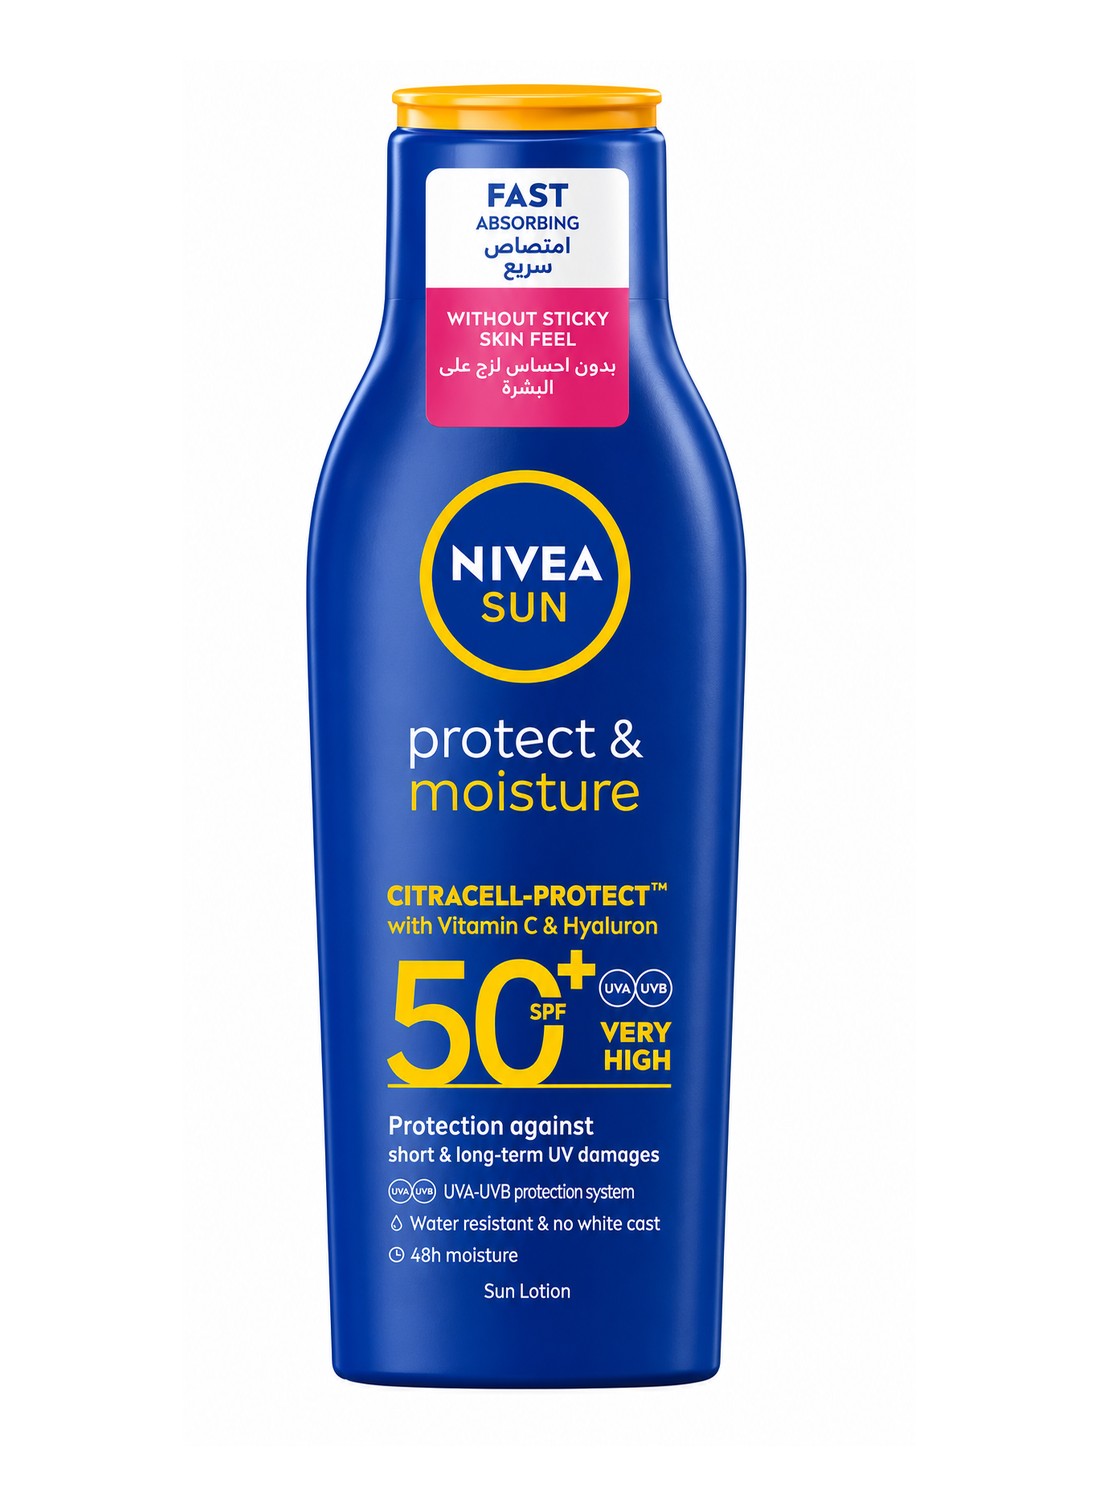 FAST
ABSORBING
امتصاص
سريع
WITHOUT STICKY
SKIN FEEL
بدون احساس لزج على
البشرة
NIVEA
SUN
protect &
moisture
CITRACELL-PROTECT™
with Vitamin C & Hyaluron
50+
SPF
UVA UVB
VERY
HIGH
Protection against
short & long-term UV damages
UVA UVB UVA-UVB protection system
Water resistant & no white cast
48h moisture
Sun Lotion